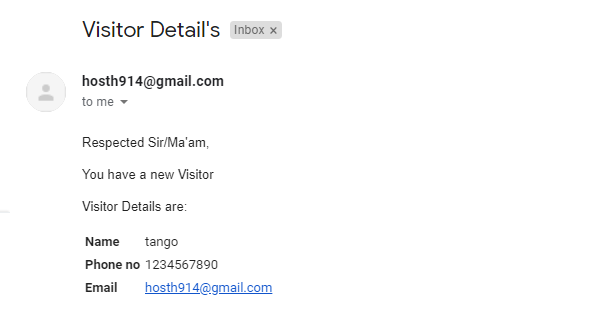 Visitor Detail's Inbox ×
hosth914@gmail.com
to me
Respected Sir/Ma'am,
You have a new Visitor
Visitor Details are:
Name tango
Phone no 1234567890
Email hosth914@gmail.com